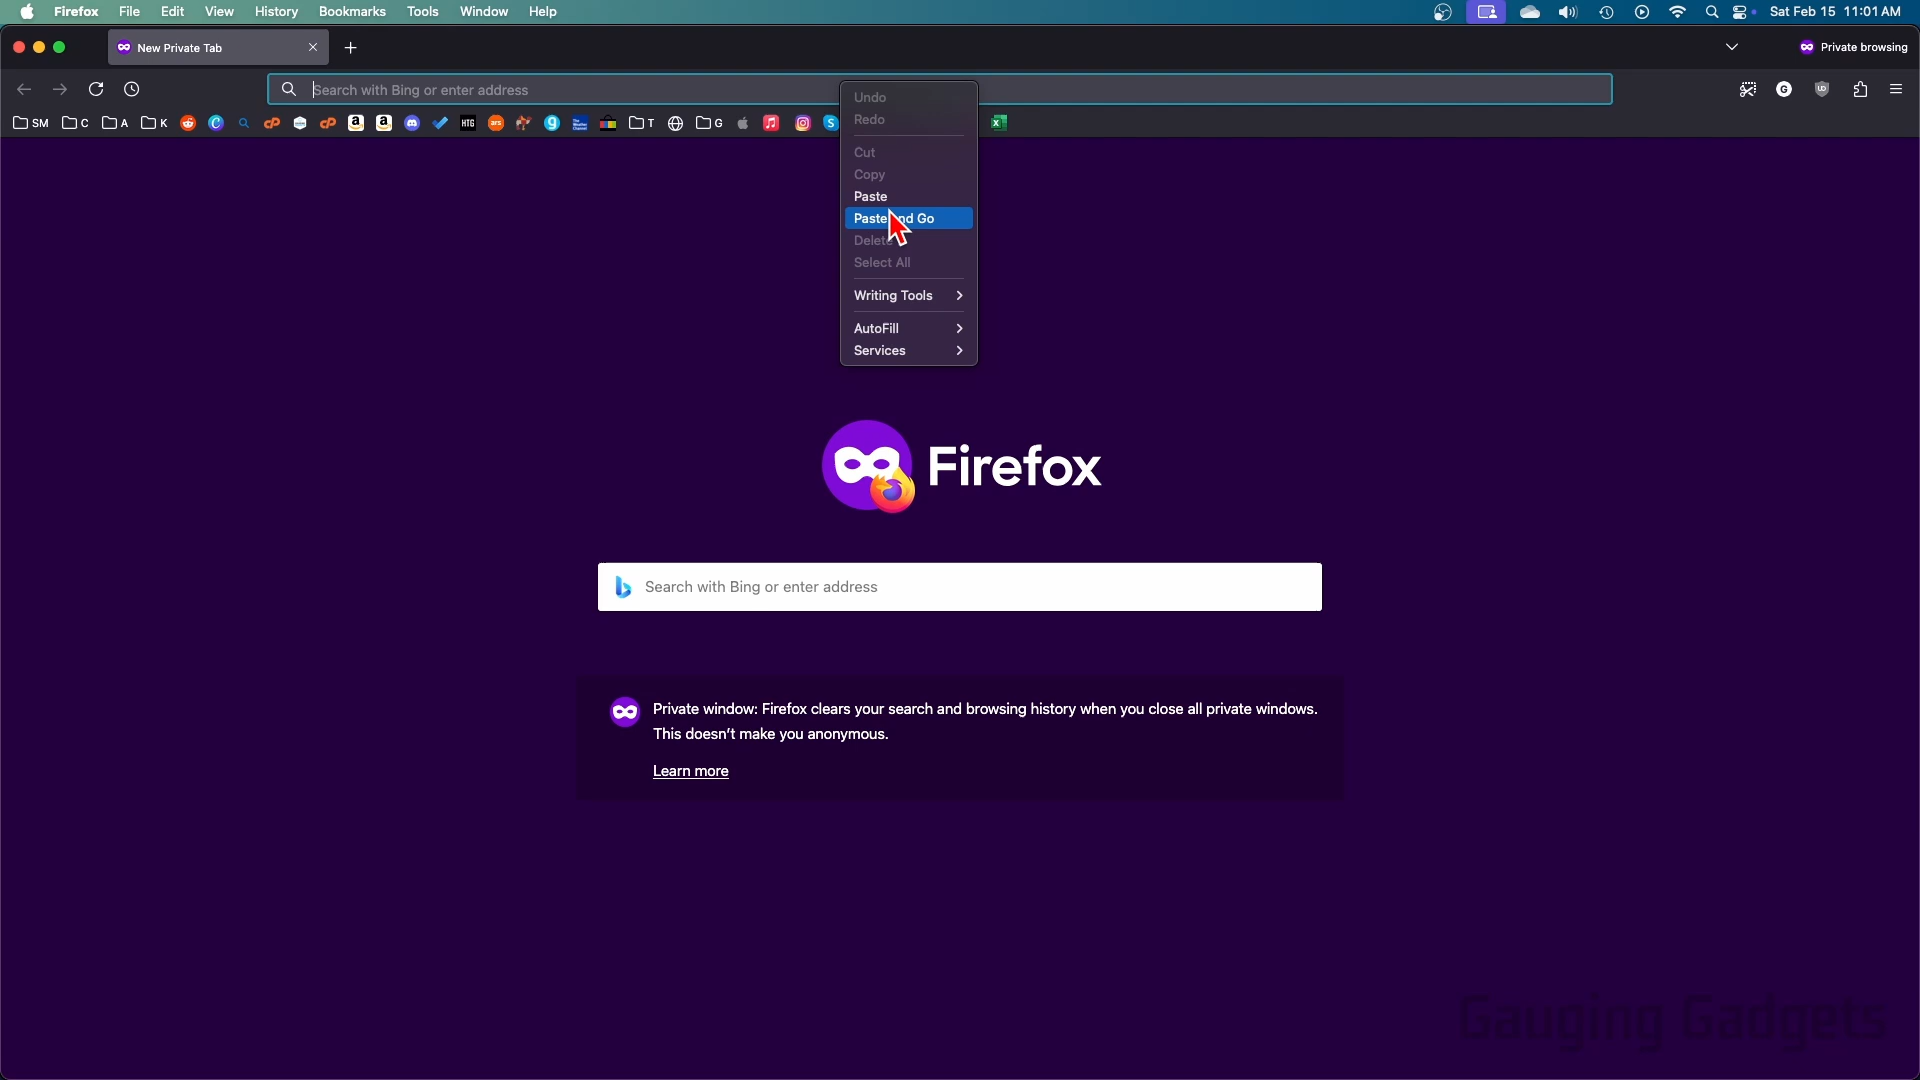 Firefox File Edit View History Bookmarks Tools Window Help
Sat Feb 15 11:01 AM
New Private Tab
Private browsing
Search with Bing or enter address
SM C A K HTG ars T G
Undo
Redo
Cut
Copy
Paste
Paste and Go
Delete
Select All
Writing Tools
AutoFill
Services
Firefox
Search with Bing or enter address
Private window: Firefox clears your search and browsing history when you close all private windows.
This doesn't make you anonymous.
Learn more
Gauging Gadgets